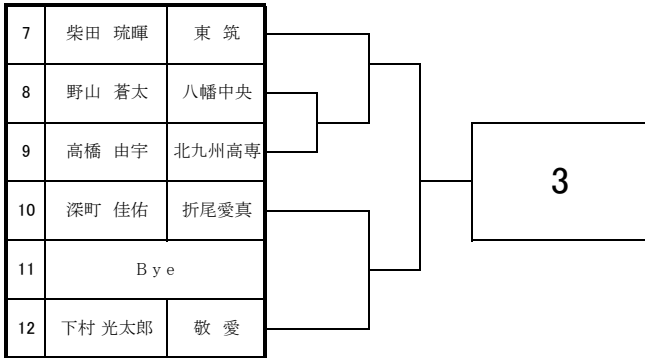 7 柴田 琉暉 東 筑
8 野山 蒼太 八幡中央
9 高橋 由宇 北九州高専
10 深町 佳佑 折尾愛真
11 Bye
12 下村 光太郎 敬 愛
3